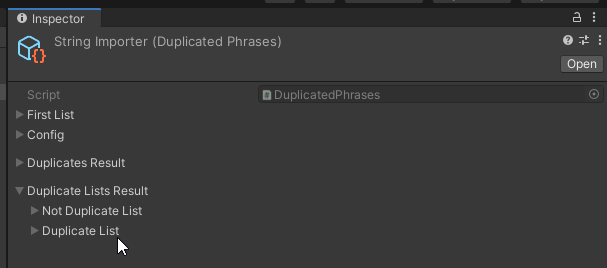 Inspector
String Importer (Duplicated Phrases)
Open
Script DuplicatedPhrases
First List
Config
Duplicates Result
Duplicate Lists Result
Not Duplicate List
Duplicate List